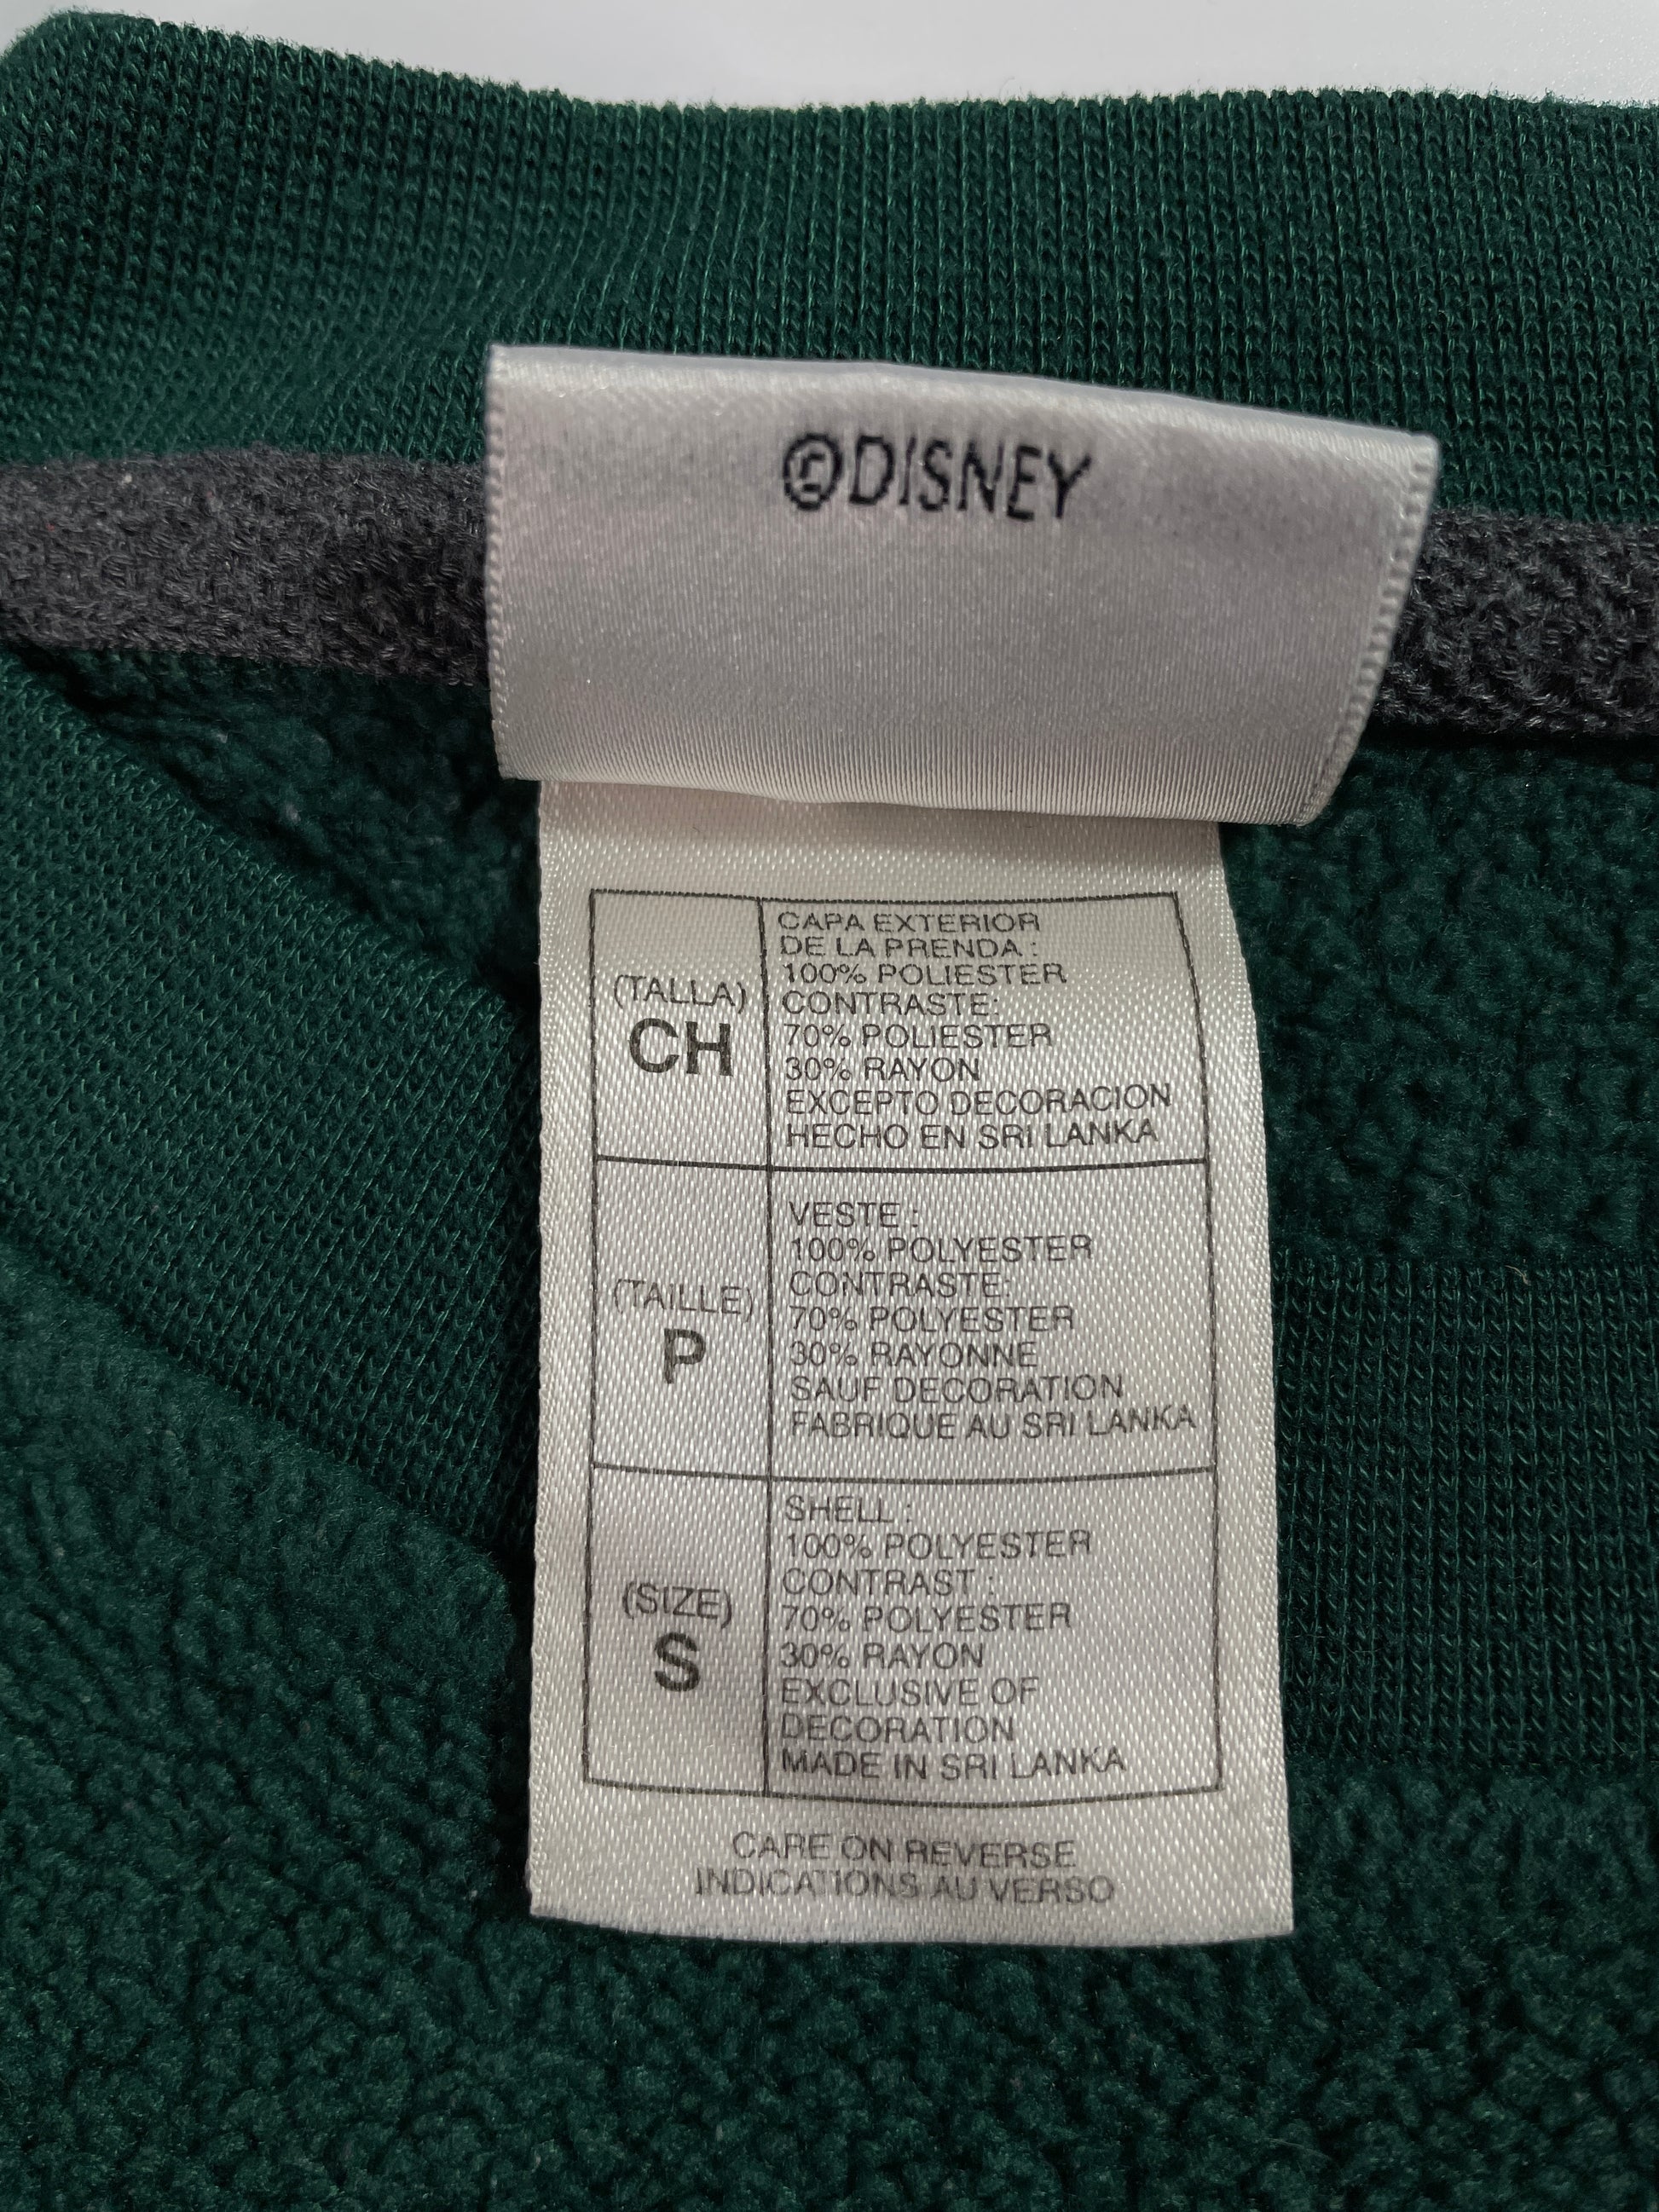 ©DISNEY
(TALLA)
CH
CAPA EXTERIOR
DE LA PRENDA :
100% POLIESTER
CONTRASTE:
70% POLIESTER
30% RAYON
EXCEPTO DECORACION
HECHO EN SRI LANKA
(TAILLE)
P
VESTE :
100% POLYESTER
CONTRASTE:
70% POLYESTER
30% RAYONNE
SAUF DECORATION
FABRIQUE AU SRI LANKA
(SIZE)
S
SHELL :
100% POLYESTER
CONTRAST :
70% POLYESTER
30% RAYON
EXCLUSIVE OF
DECORATION
MADE IN SRI LANKA
CARE ON REVERSE
INDICATIONS AU VERSO